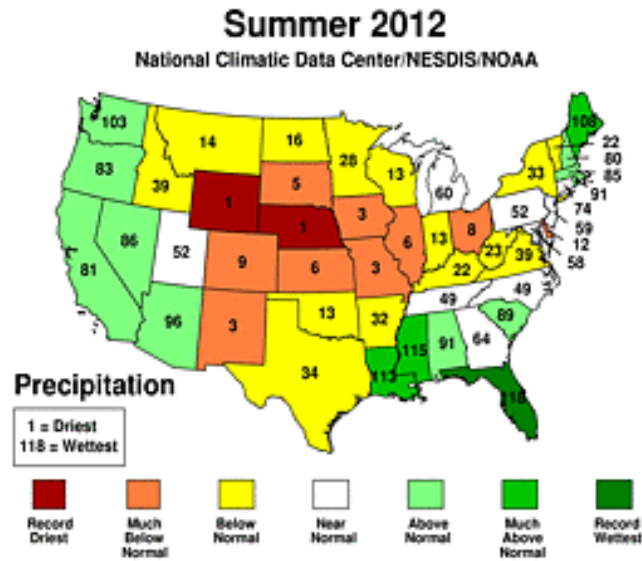 Summer 2012
National Climatic Data Center/NESDIS/NOAA
103
14
16
28
108
83
39
5
13
33
22
80
85
91
1
60
52
74
59
12
58
1
3
86
52
9
6
13
8
23
39
81
6
3
22
49
49
96
3
13
32
89
34
113
115
91
64
118
Precipitation
1 = Driest
118 = Wettest
Record
Driest
Much
Below
Normal
Below
Normal
Near
Normal
Above
Normal
Much
Above
Normal
Record
Wettest